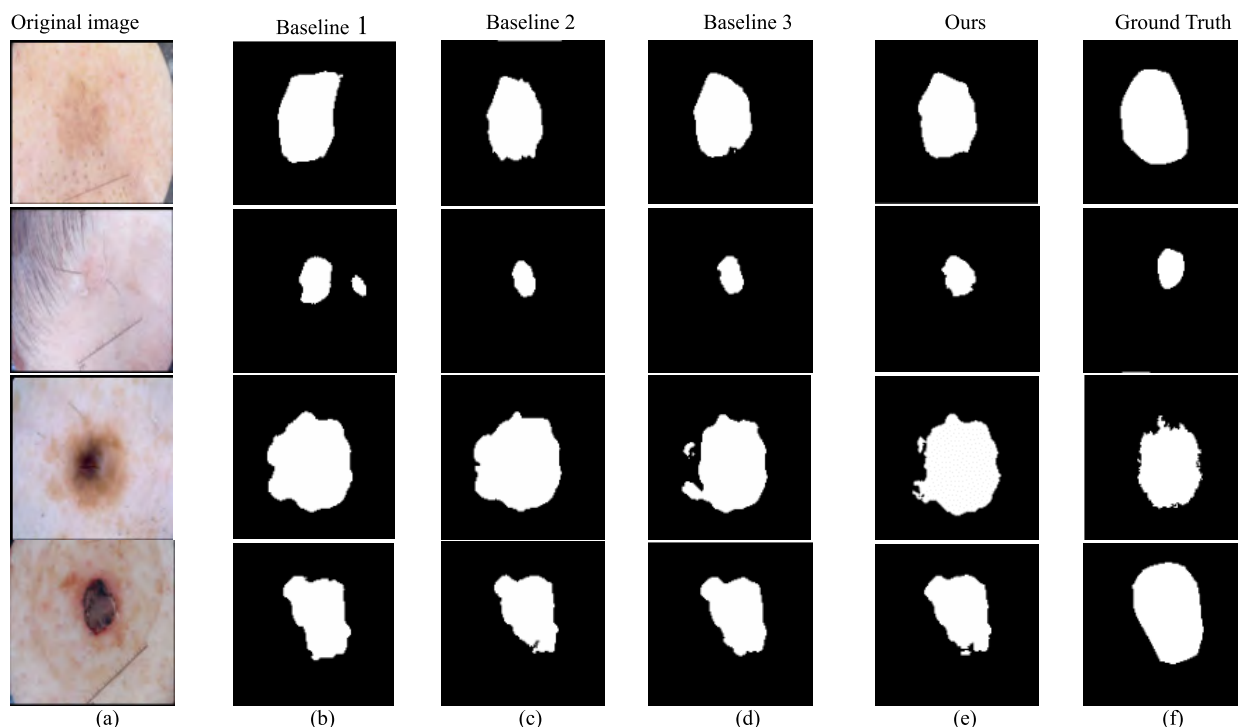 Original image Baseline 1 Baseline 2 Baseline 3 Ours Ground Truth
(a) (b) (c) (d) (e) (f)